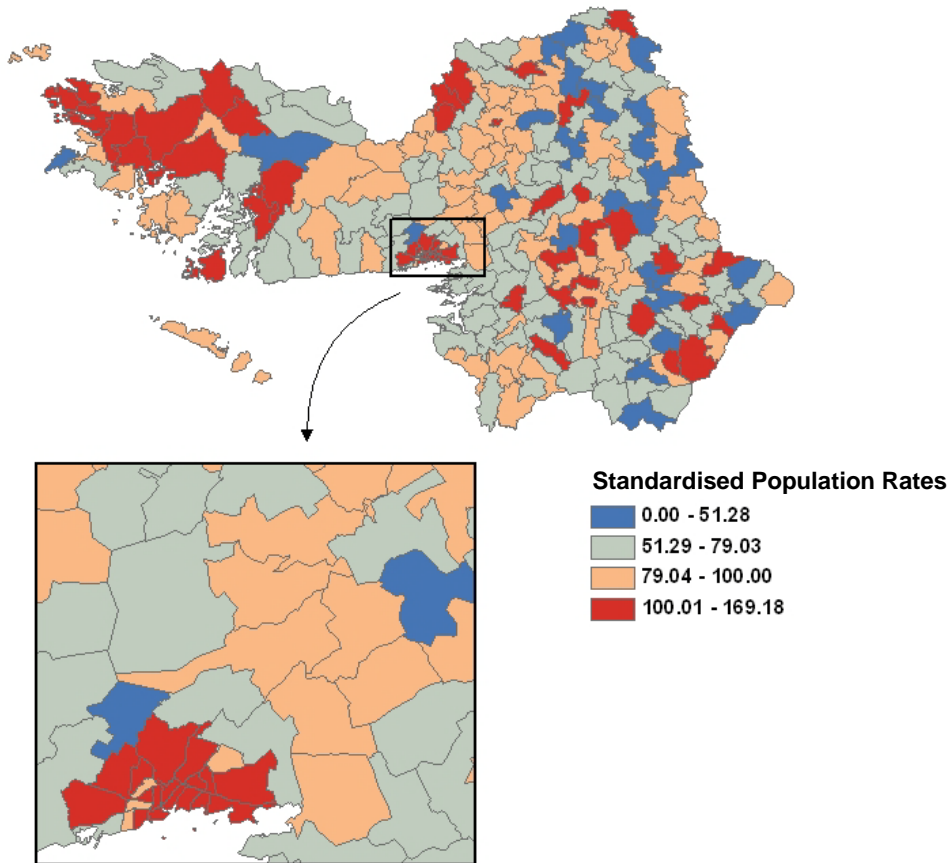 Standardised Population Rates
0.00 - 51.28
51.29 - 79.03
79.04 - 100.00
100.01 - 169.18